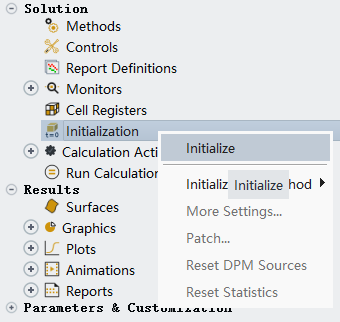 Solution
Methods
Controls
Report Definitions
Monitors
Cell Registers
t=0 Initialization
Calculation Acti
Run Calculation
Results
Surfaces
Graphics
Plots
Animations
Reports
Parameters & Customization
Initialize
Initializ hod
Initialize
More Settings...
Patch...
Reset DPM Sources
Reset Statistics